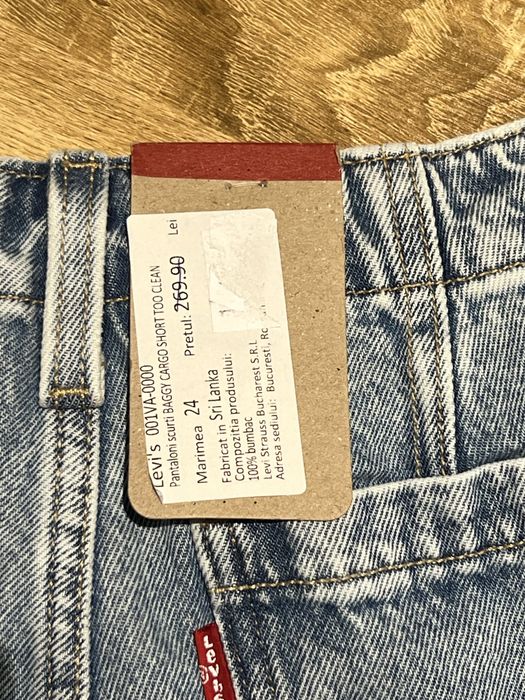 Levi's 001VA-0000
Pantaloni scurti BAGGY CARGO SHORT TOO CLEAN
Marimea 24 Pretul: 269.90 Lei
Fabricat in Sri Lanka
Compozitia produsului:
100% bumbac
Levi Strauss Bucharest S.R.L
Adresa sediului: Bucuresti,
Levi's